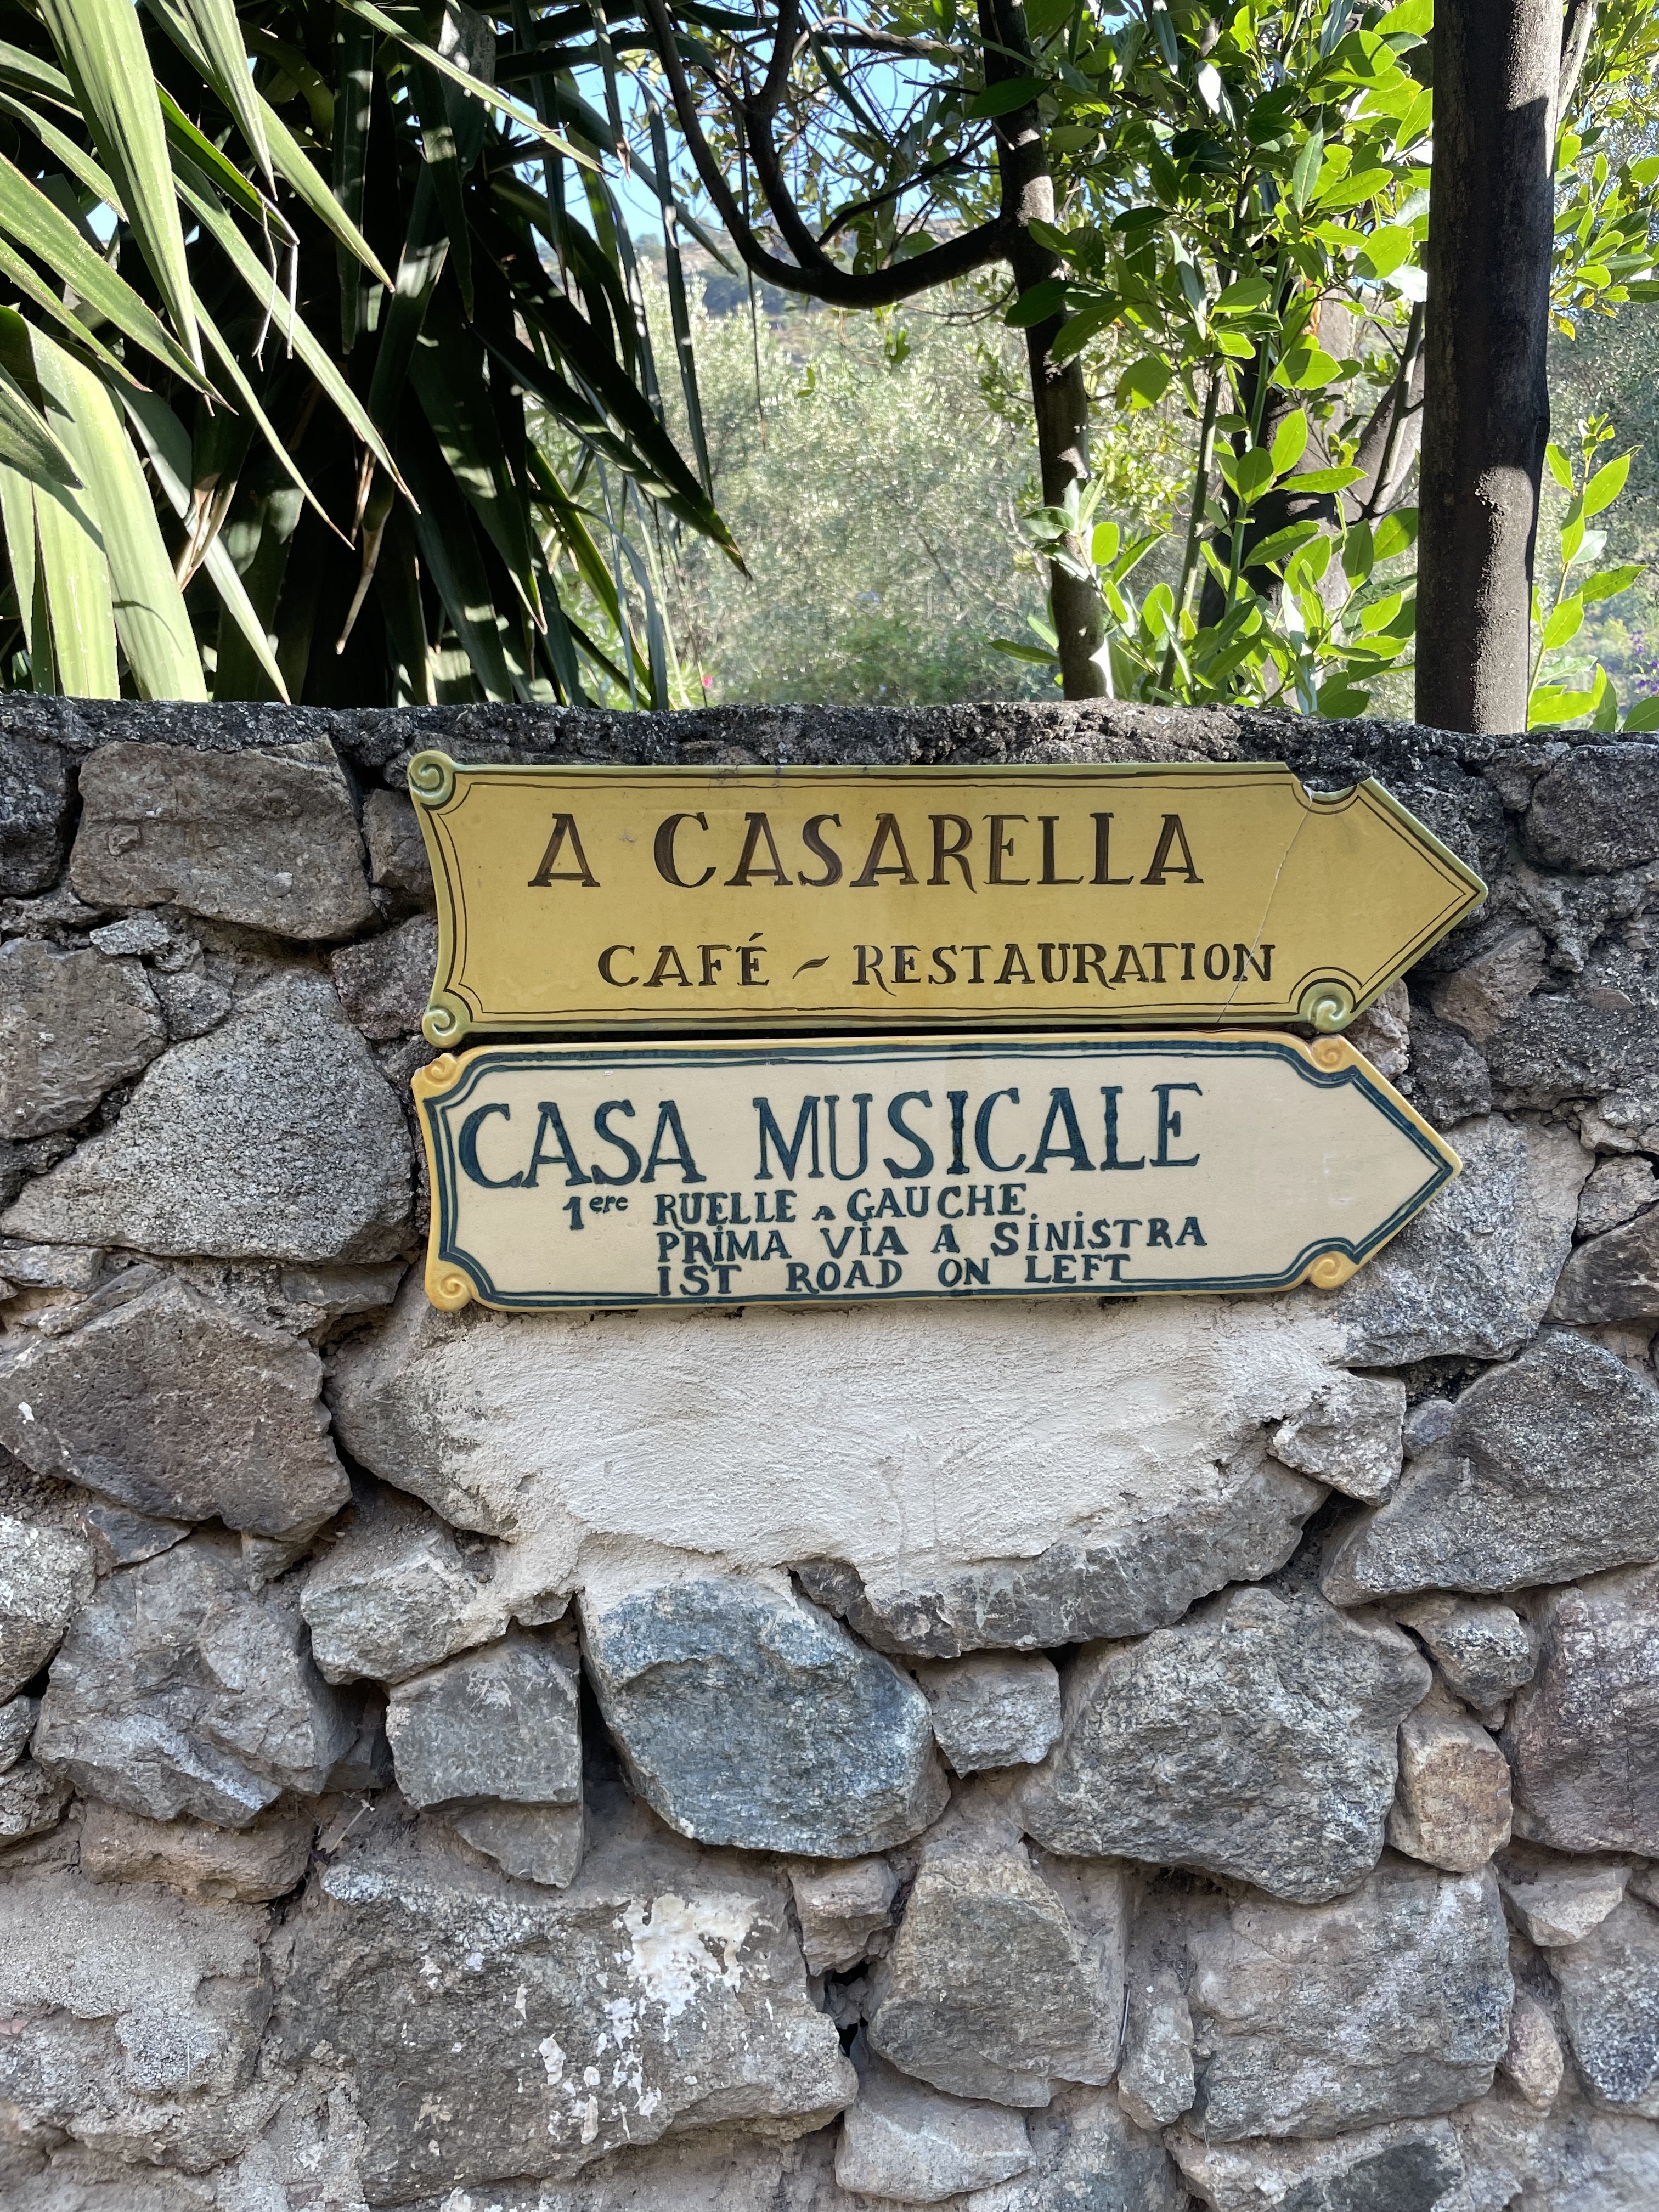 A CASARELLA
CAFÉ - RESTAURATION
CASA MUSICALE
1ere RUELLE A GAUCHE
PRIMA VIA A SINISTRA
1ST ROAD ON LEFT